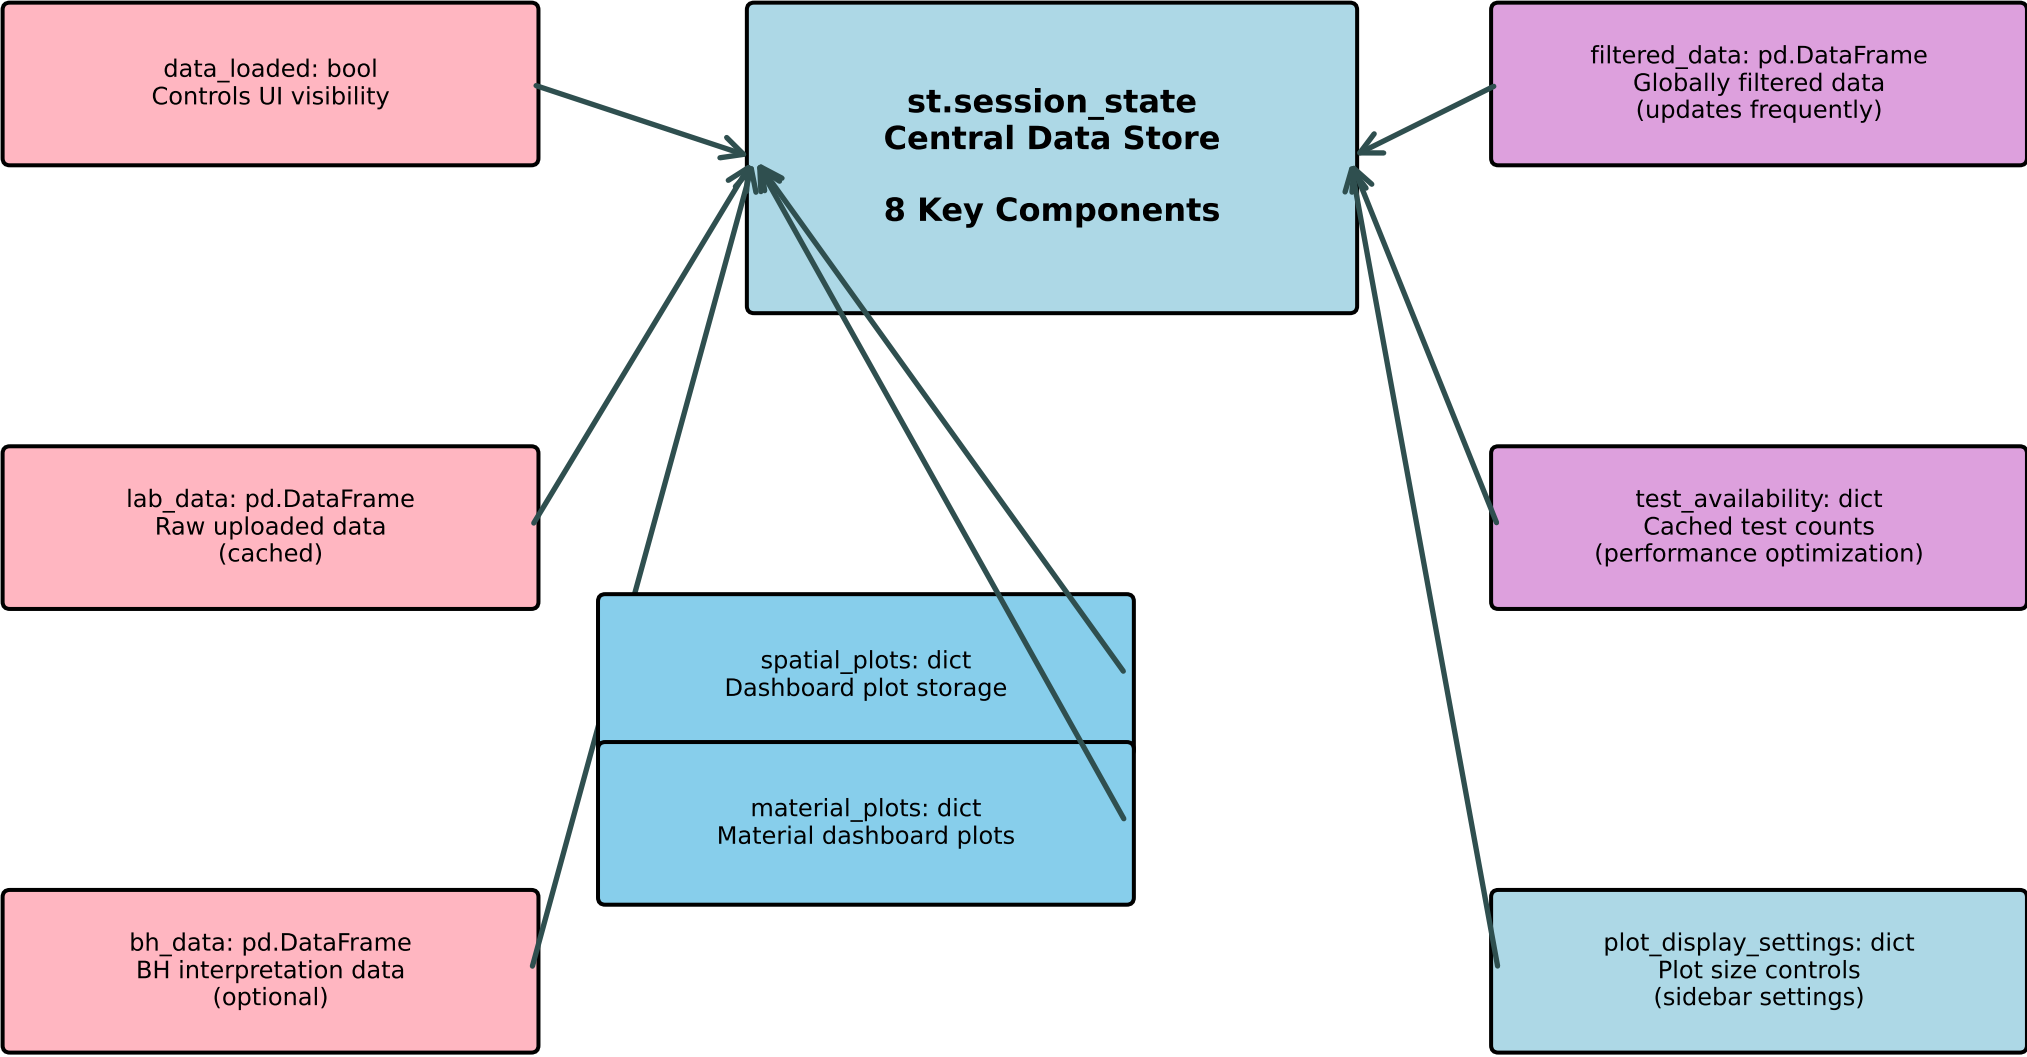 data_loaded: bool
Controls UI visibility
st.session_state
Central Data Store
8 Key Components
filtered_data: pd.DataFrame
Globally filtered data
(updates frequently)
lab_data: pd.DataFrame
Raw uploaded data
(cached)
test_availability: dict
Cached test counts
(performance optimization)
spatial_plots: dict
Dashboard plot storage
material_plots: dict
Material dashboard plots
bh_data: pd.DataFrame
BH interpretation data
(optional)
plot_display_settings: dict
Plot size controls
(sidebar settings)